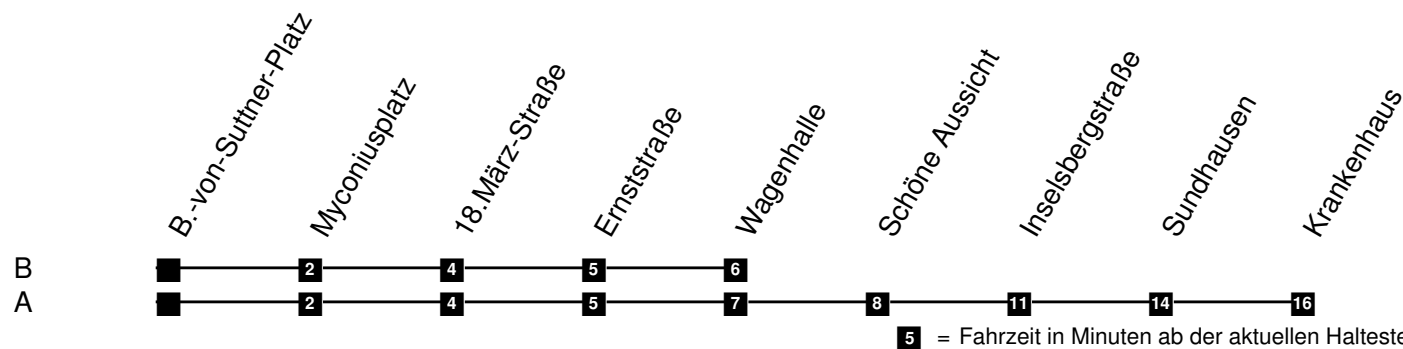 B.-von-Suttner-Platz
Myconiusplatz
18.März-Straße
Ernststraße
Wagenhalle
Schöne Aussicht
Inselsbergstraße
Sundhausen
Krankenhaus
B 2 4 5 6
A 2 4 5 7 8 11 14 16
5 = Fahrzeit in Minuten ab der aktuellen Halteste